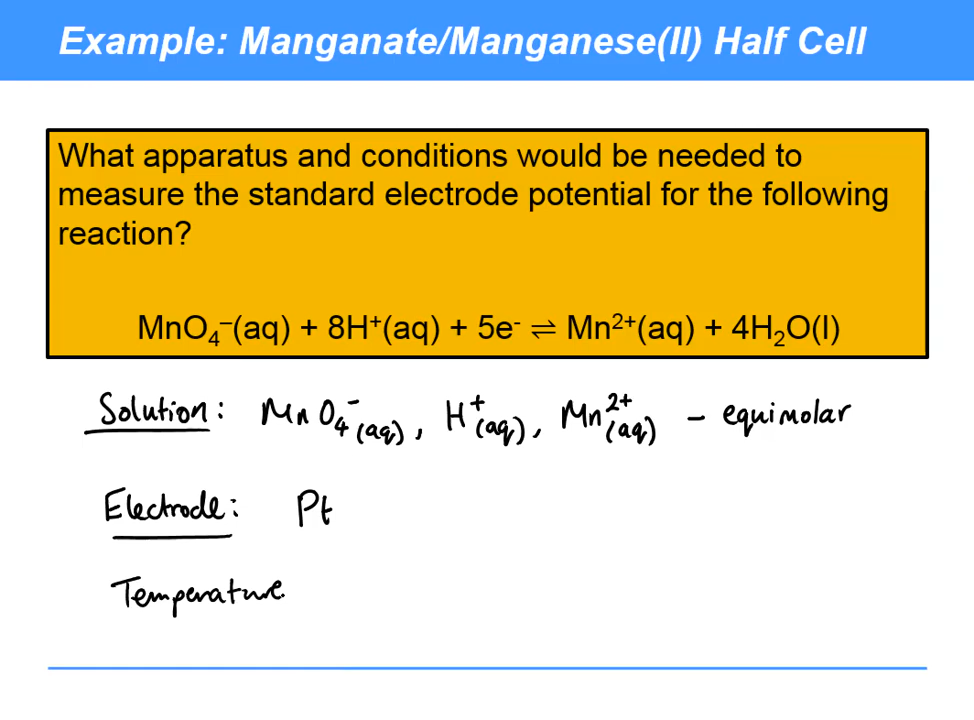 Example: Manganate/Manganese(II) Half Cell
What apparatus and conditions would be needed to
measure the standard electrode potential for the following
reaction?
MnO₄⁻(aq) + 8H⁺(aq) + 5e⁻ ⇌ Mn²⁺(aq) + 4H₂O(l)
Solution: MnO₄⁻(aq), H⁺(aq), Mn²⁺(aq) - equimolar
Electrode: Pt
Temperature